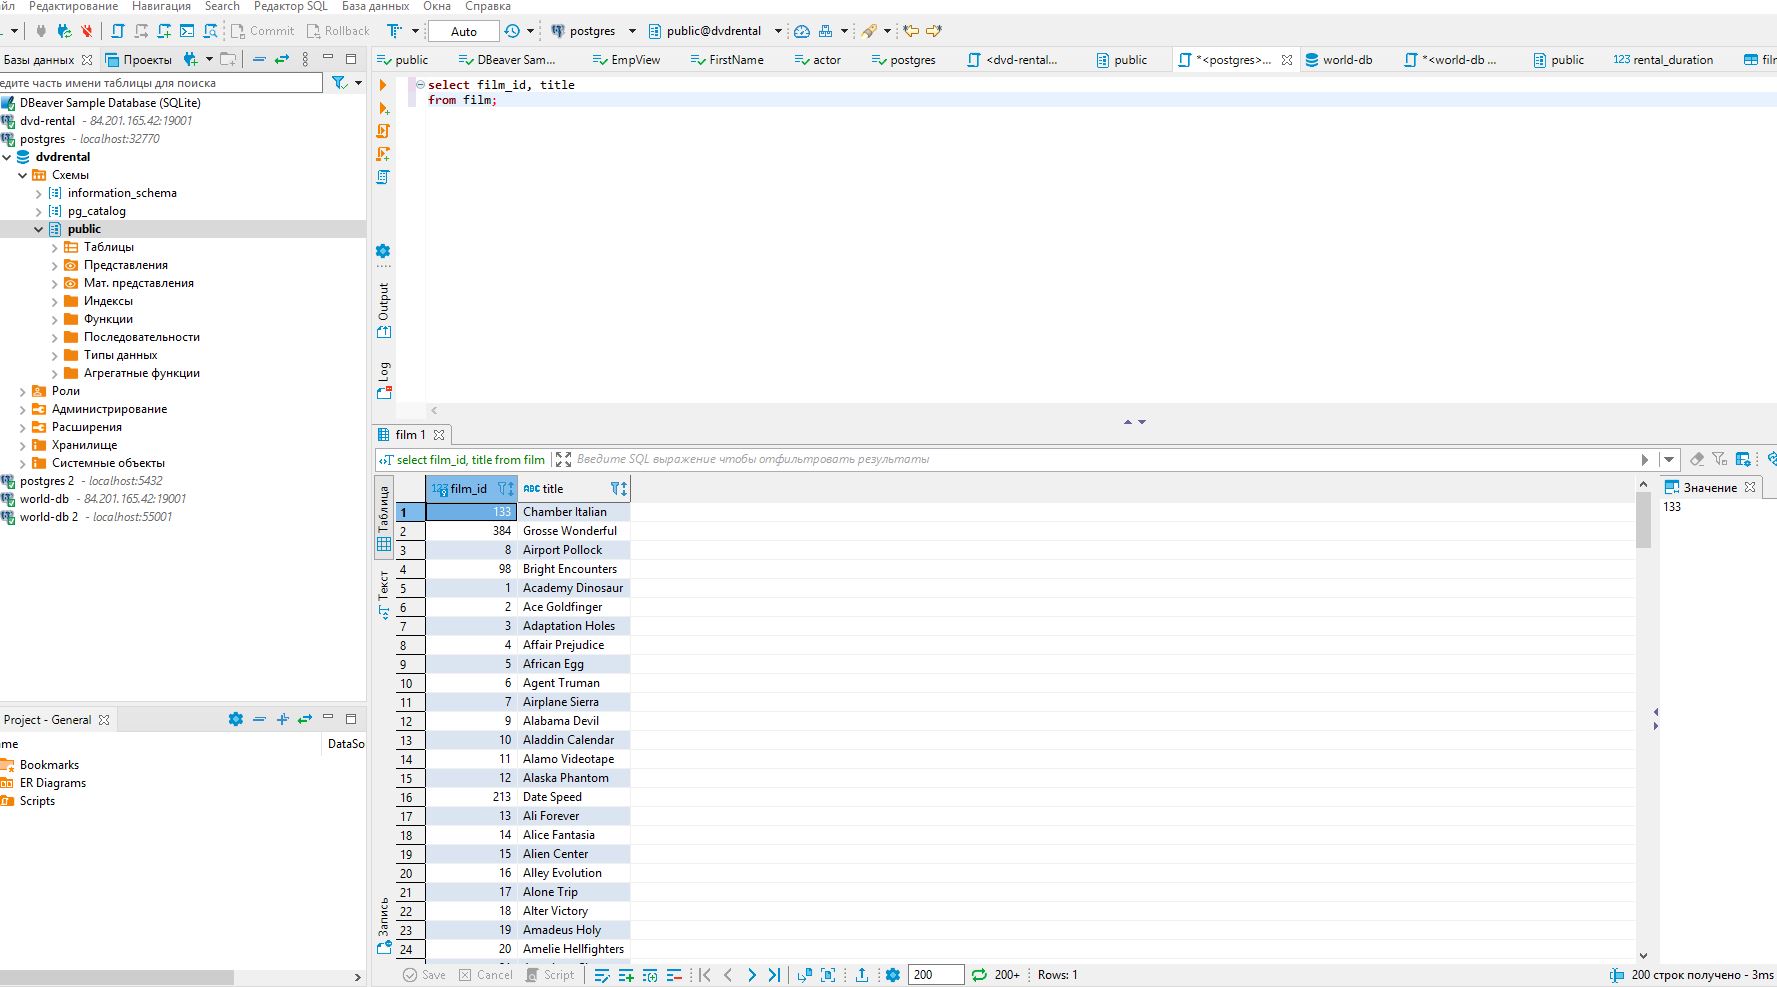 йл Редактирование Навигация Search Редактор SQL База данных Окна Справка
Commit Rollback Auto postgres public@dvdrental
Базы данных Проекты
едите часть имени таблицы для поиска
DBeaver Sample Database (SQLite)
dvd-rental - 84.201.165.42:19001
postgres - localhost:32770
dvdrental
Схемы
information_schema
pg_catalog
public
Таблицы
Представления
Мат. представления
Индексы
Функции
Последовательности
Типы данных
Агрегатные функции
Роли
Администрирование
Расширения
Хранилище
Системные объекты
postgres 2 - localhost:5432
world-db - 84.201.165.42:19001
world-db 2 - localhost:55001
Project - General
me DataSo
Bookmarks
ER Diagrams
Scripts
public DBeaver Sam... EmpView FirstName actor postgres <dvd-rental... public *<postgres>... world-db *<world-db ... public 123 rental_duration film
select film_id, title
from film;
Output
Log
film 1
select film_id, title from film Введите SQL выражение чтобы отфильтровать результаты
Таблица
Текст
Запись
123 film_id ABC title
1 133 Chamber Italian
2 384 Grosse Wonderful
3 8 Airport Pollock
4 98 Bright Encounters
5 1 Academy Dinosaur
6 2 Ace Goldfinger
7 3 Adaptation Holes
8 4 Affair Prejudice
9 5 African Egg
10 6 Agent Truman
11 7 Airplane Sierra
12 9 Alabama Devil
13 10 Aladdin Calendar
14 11 Alamo Videotape
15 12 Alaska Phantom
16 213 Date Speed
17 13 Ali Forever
18 14 Alice Fantasia
19 15 Alien Center
20 16 Alley Evolution
21 17 Alone Trip
22 18 Alter Victory
23 19 Amadeus Holy
24 20 Amelie Hellfighters
Значение
133
Save Cancel Script 200 200+ Rows: 1 200 строк получено - 3ms